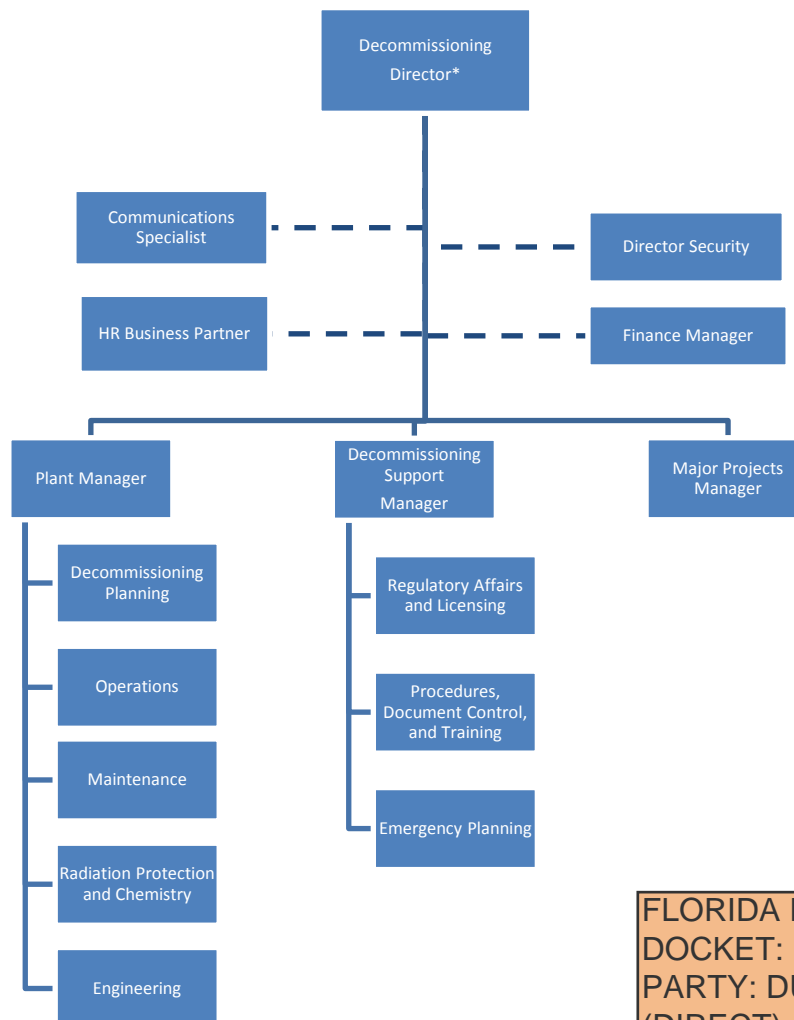 Decommissioning
Director*
Communications
Specialist
Director Security
HR Business Partner
Finance Manager
Plant Manager
Decommissioning
Support
Manager
Major Projects
Manager
Decommissioning
Planning
Operations
Maintenance
Radiation Protection
and Chemistry
Engineering
Regulatory Affairs
and Licensing
Procedures,
Document Control,
and Training
Emergency Planning
FLORIDA
DOCKET:
PARTY:
(DIRECT)